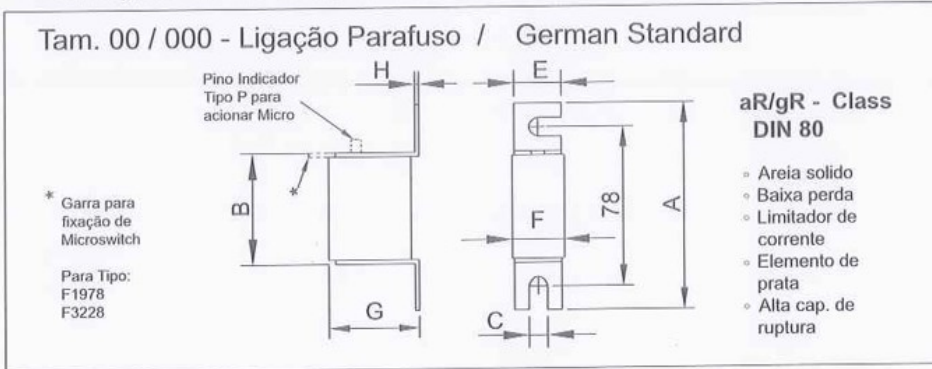 Tam. 00 / 000 - Ligação Parafuso / German Standard
Pino Indicador
Tipo P para
acionar Micro
H
E
aR/gR - Class
DIN 80
* Garra para
fixação de
Microswitch
Para Tipo:
F1978
F3228
*
B
G
F
78
A
C
◦ Areia solido
◦ Baixa perda
◦ Limitador de
corrente
◦ Elemento de
prata
◦ Alta cap. de
ruptura